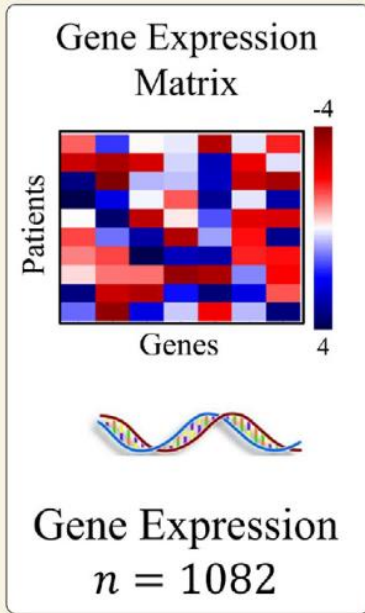 Gene Expression
Matrix
-4
Patients
4
Genes
Gene Expression
n = 1082